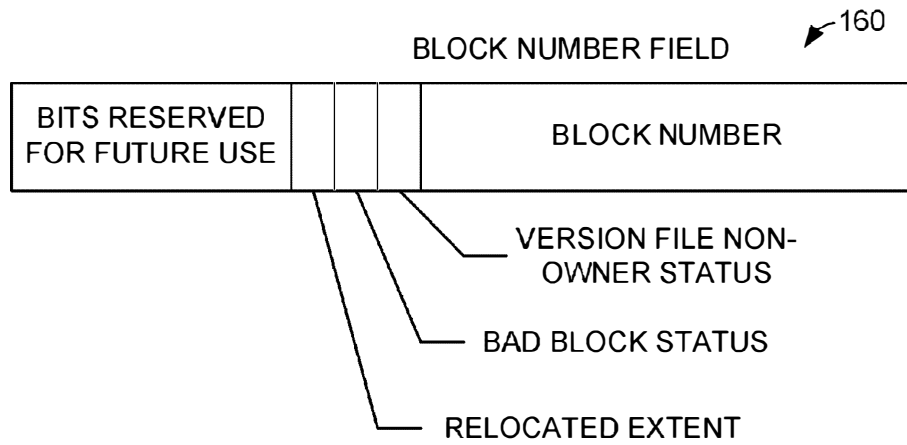 160
BLOCK NUMBER FIELD
BITS RESERVED
FOR FUTURE USE
BLOCK NUMBER
VERSION FILE NON-
OWNER STATUS
BAD BLOCK STATUS
RELOCATED EXTENT